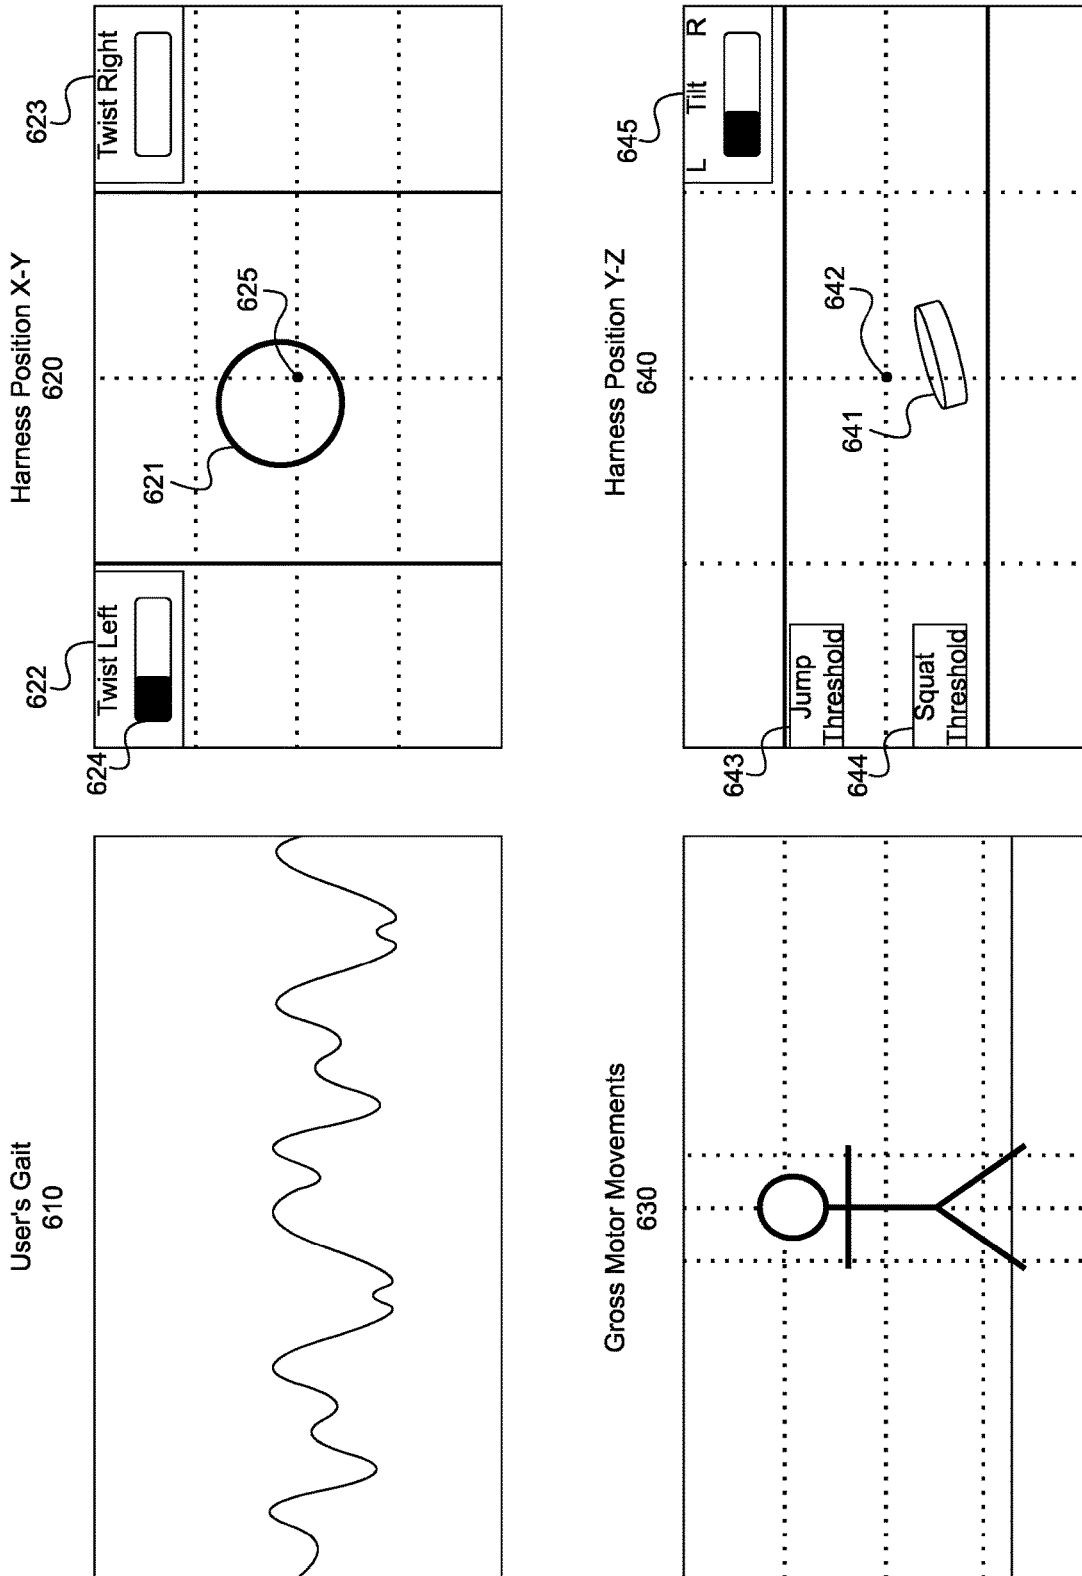 User's Gait
610
Harness Position X-Y
620
622
Twist Left
624
623
Twist Right
621
625
Gross Motor Movements
630
Harness Position Y-Z
640
645
L Tilt R
643
Jump
Threshold
644
Squat
Threshold
642
641